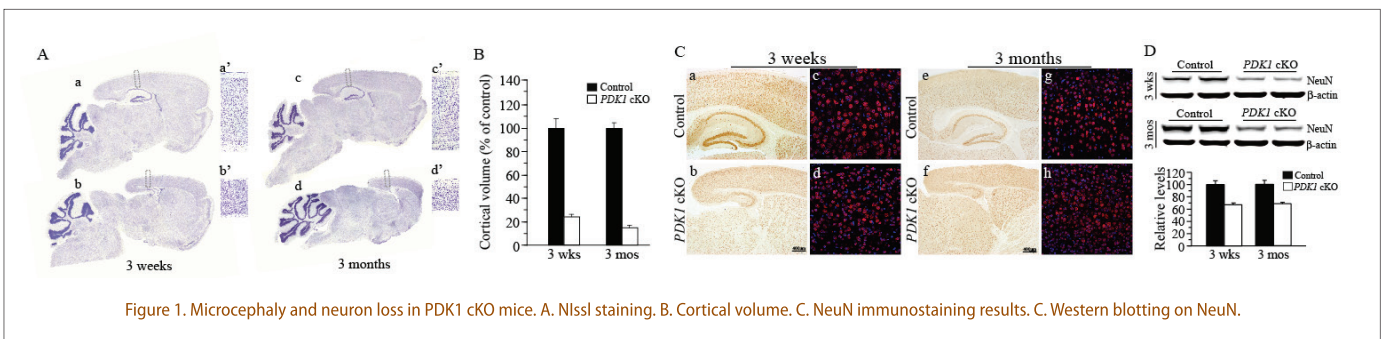 A
a
a’
c
c’
b
b’
d
d’
3 weeks
3 months
B
Cortical volume (% of control)
140
120
100
80
60
40
20
0
Control
PDK1 cKO
3 wks
3 mos
C
3 weeks
3 months
Control
PDK1 cKO
a
c
b
d
Control
PDK1 cKO
e
g
f
h
D
Control
PDK1 cKO
3 wks
NeuN
β-actin
Control
PDK1 cKO
3 mos
NeuN
β-actin
Relative levels
120
100
80
60
40
20
0
Control
PDK1 cKO
3 wks
3 mos
Figure 1. Microcephaly and neuron loss in PDK1 cKO mice. A. NIssl staining. B. Cortical volume. C. NeuN immunostaining results. C. Western blotting on NeuN.